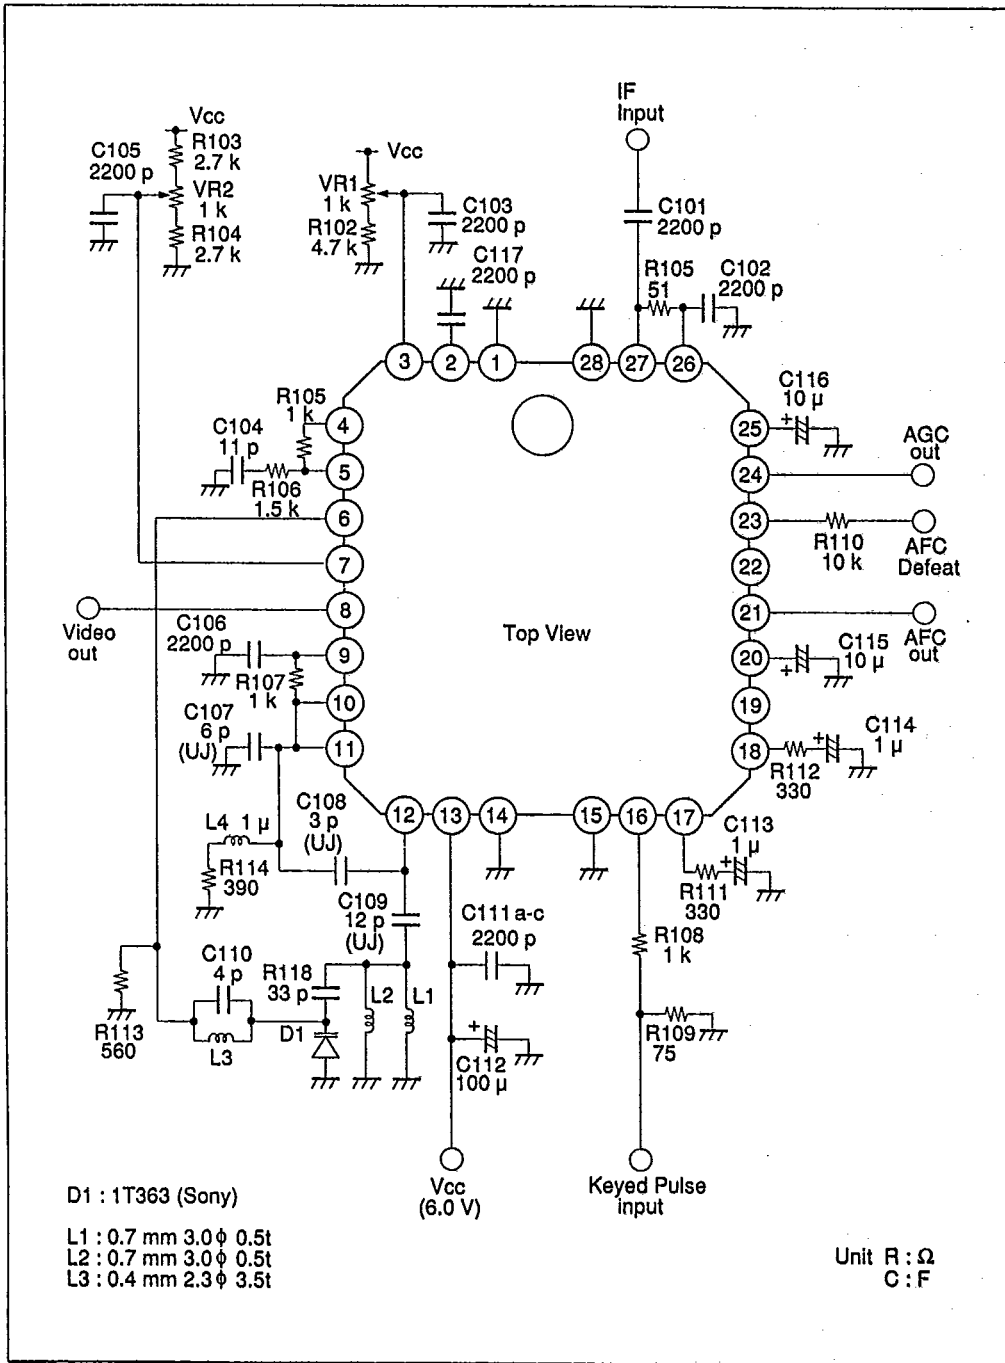 IF
Input
Vcc
C105
2200 p
R103
2.7 k
VR2
1 k
R104
2.7 k
Vcc
VR1
1 k
R102
4.7 k
C103
2200 p
C117
2200 p
C101
2200 p
R105
51
C102
2200 p
3
2
1
28
27
26
R105
1 k
C104
11 p
R106
1.5 k
4
5
6
7
8
9
10
11
Video
out
C106
2200 p
R107
1 k
C107
6 p
(UJ)
Top View
C116
10 µ
25
24
23
22
21
20
19
18
AGC
out
R110
10 k
AFC
Defeat
AFC
out
C115
10 µ
C114
1 µ
R112
330
12
13
14
15
16
17
C108
3 p
(UJ)
L4 1 µ
R114
390
C109
12 p
(UJ)
C110
4 p
R118
33 p
L2
L1
D1
L3
R113
560
C111 a-c
2200 p
C112
100 µ
C113
1 µ
R111
330
R108
1 k
R109
75
Vcc
(6.0 V)
Keyed Pulse
input
D1 : 1T363 (Sony)
L1 : 0.7 mm 3.0 ϕ 0.5t
L2 : 0.7 mm 3.0 ϕ 0.5t
L3 : 0.4 mm 2.3 ϕ 3.5t
Unit R : Ω
C : F